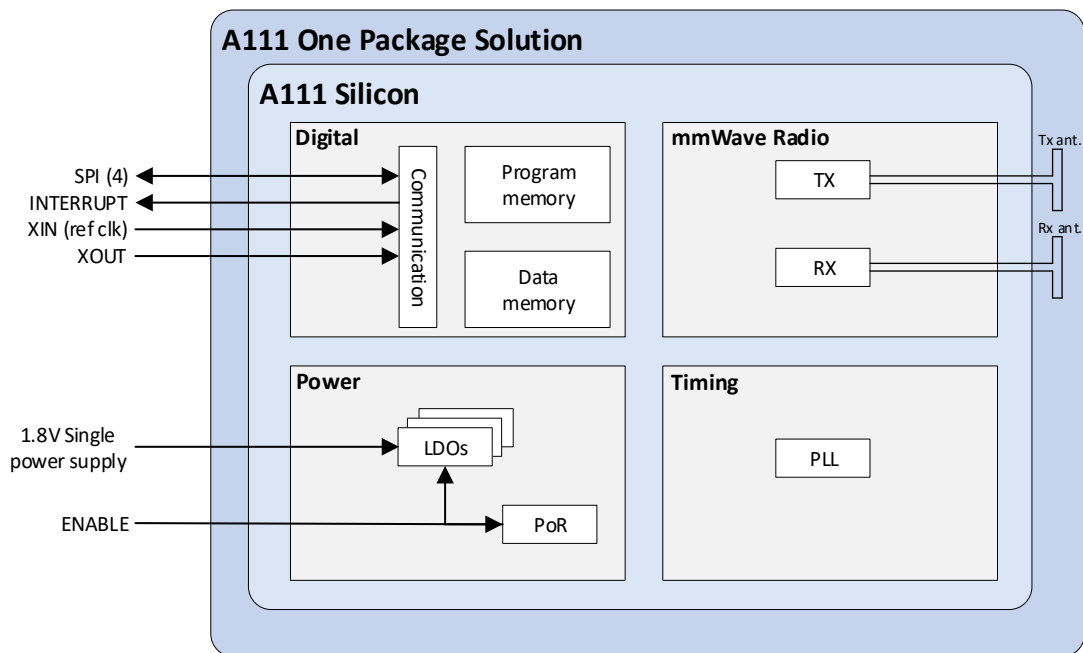 A111 One Package Solution
A111 Silicon
Digital
mmWave Radio
Tx ant.
SPI (4)
INTERRUPT
XIN (ref clk)
XOUT
Communication
Program
memory
Data
memory
TX
RX
Rx ant.
Power
Timing
1.8V Single
power supply
LDOs
PLL
ENABLE
PoR